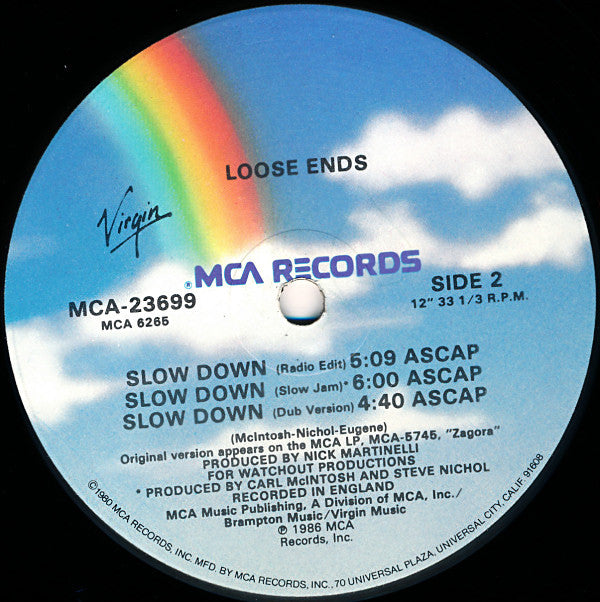 LOOSE ENDS
Virgin
® MCA RECORDS
MCA-23699
MCA 6265
SIDE 2
12" 33 1/3 R.P.M.
SLOW DOWN (Radio Edit) 5:09 ASCAP
SLOW DOWN (Slow Jam)* 6:00 ASCAP
SLOW DOWN (Dub Version) 4:40 ASCAP
(McIntosh-Nichol-Eugene)
Original version appears on the MCA LP, MCA-5745, "Zagora"
PRODUCED BY NICK MARTINELLI
FOR WATCHOUT PRODUCTIONS
* PRODUCED BY CARL McINTOSH AND STEVE NICHOL
RECORDED IN ENGLAND
MCA Music Publishing, A Division of MCA, Inc./
Brampton Music/Virgin Music
℗ 1986 MCA
Records, Inc.
©1980 MCA RECORDS, INC. MFD. BY MCA RECORDS, INC., 70 UNIVERSAL PLAZA, UNIVERSAL CITY, CALIF. 91608